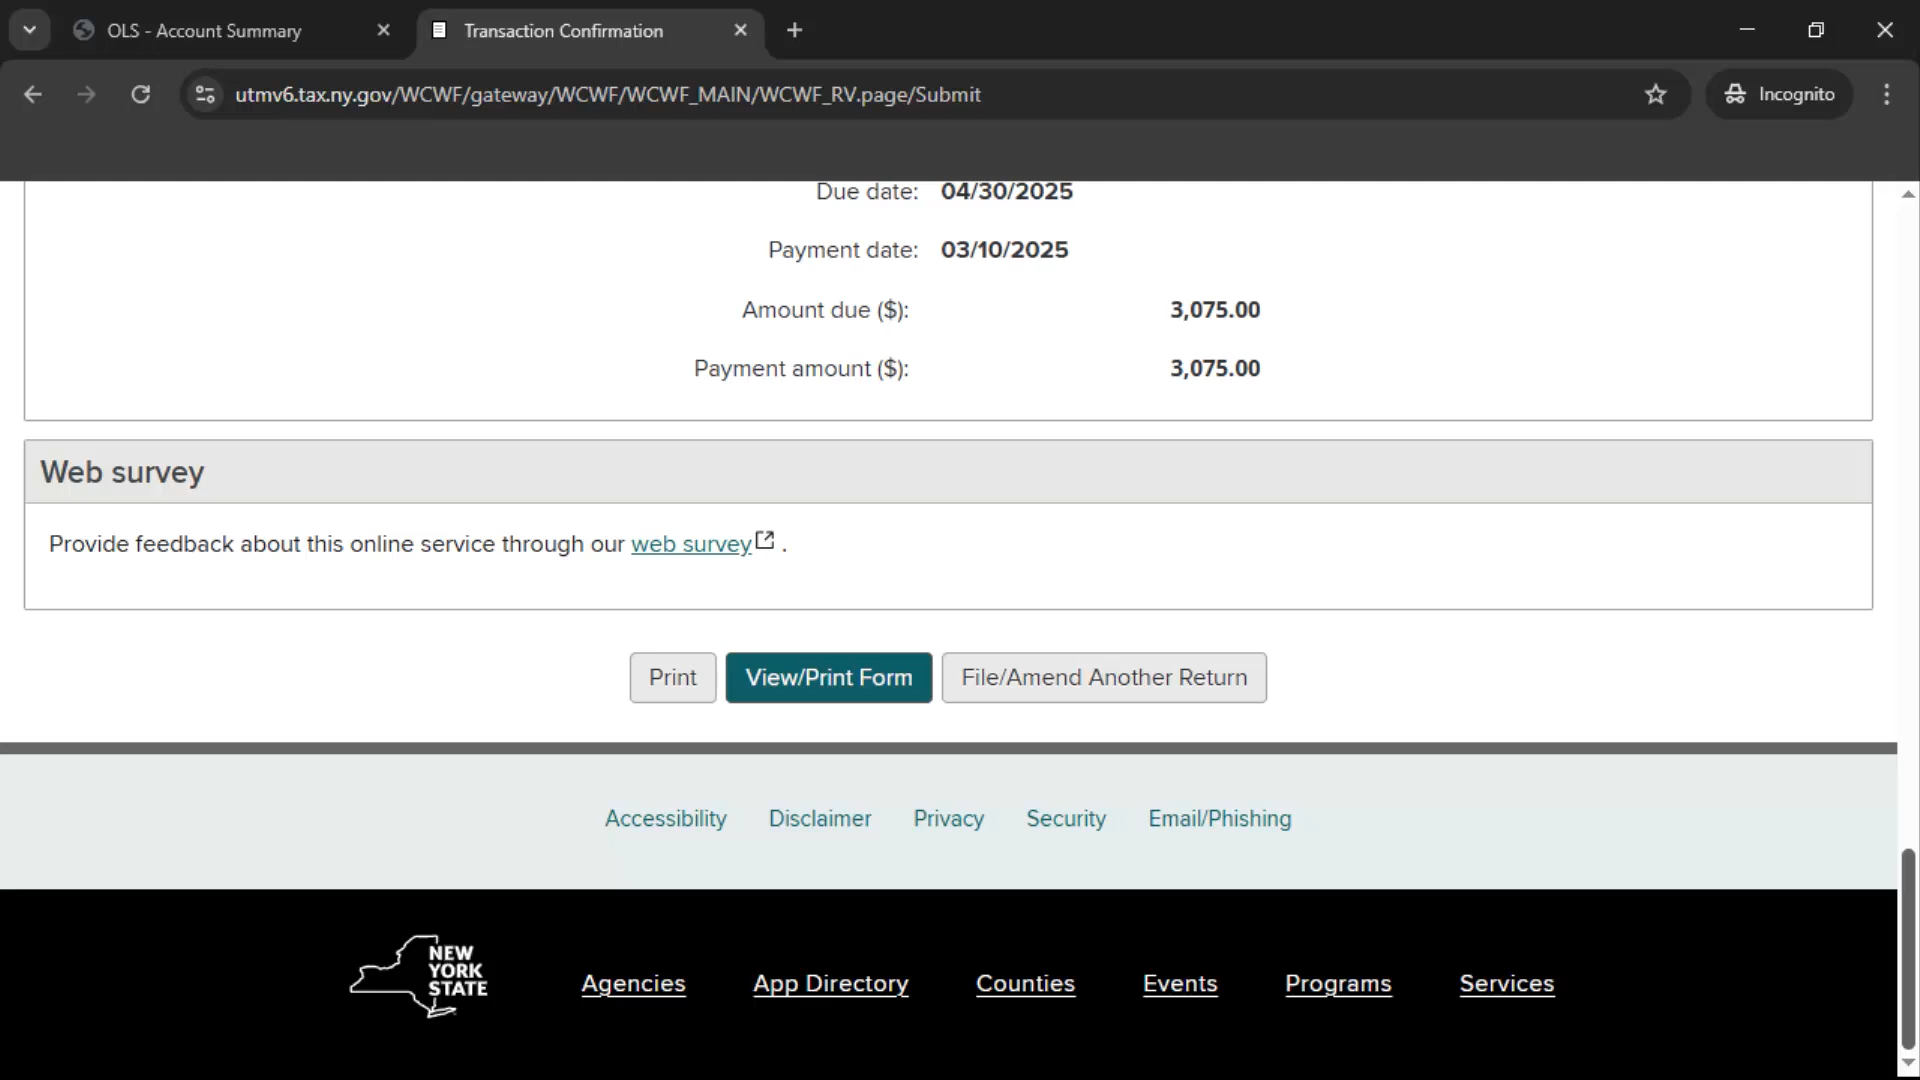 OLS - Account Summary
Transaction Confirmation
utmv6.tax.ny.gov/WCWF/gateway/WCWF/WCWF_MAIN/WCWF_RV.page/Submit
Incognito
Due date: 04/30/2025
Payment date: 03/10/2025
Amount due ($): 3,075.00
Payment amount ($): 3,075.00
Web survey
Provide feedback about this online service through our web survey .
Print View/Print Form File/Amend Another Return
Accessibility Disclaimer Privacy Security Email/Phishing
NEW
YORK
STATE
Agencies App Directory Counties Events Programs Services